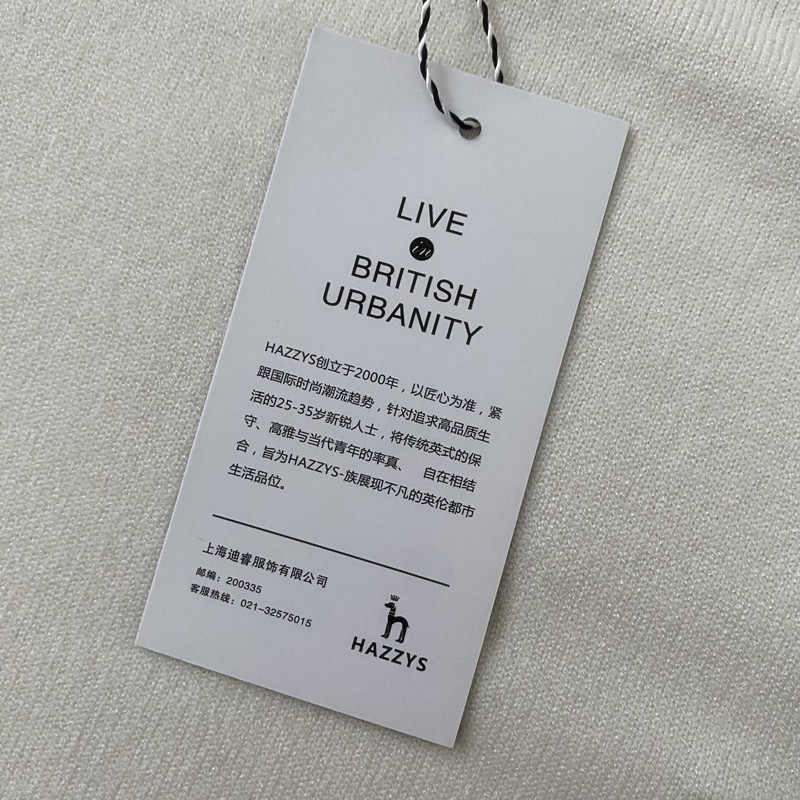 LIVE
in
BRITISH
URBANITY
HAZZYS创立于2000年，以匠心为准，紧
跟国际时尚潮流趋势，针对追求高品质生
活的25-35岁新锐人士，将传统英式的保
守、高雅与当代青年的率真、 自在相结
合，旨为HAZZYS-族展现不凡的英伦都市
生活品位。
上海迪睿服饰有限公司
邮编：200335
客服热线：021-32575015
HAZZYS